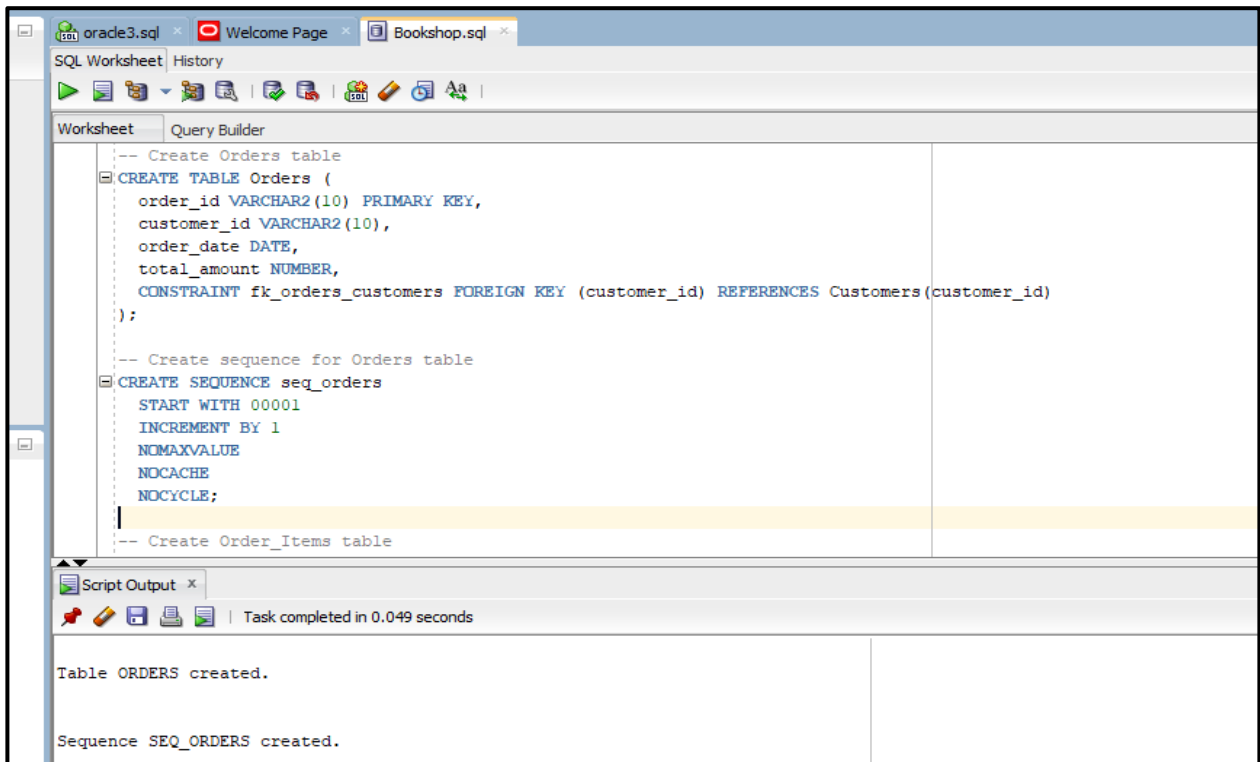 oracle3.sql
Welcome Page
Bookshop.sql
SQL Worksheet History
Worksheet Query Builder
-- Create Orders table
CREATE TABLE Orders (
order_id VARCHAR2(10) PRIMARY KEY,
customer_id VARCHAR2(10),
order_date DATE,
total_amount NUMBER,
CONSTRAINT fk_orders_customers FOREIGN KEY (customer_id) REFERENCES Customers(customer_id)
);
-- Create sequence for Orders table
CREATE SEQUENCE seq_orders
START WITH 00001
INCREMENT BY 1
NOMAXVALUE
NOCACHE
NOCYCLE;
-- Create Order_Items table
Script Output
Task completed in 0.049 seconds
Table ORDERS created.
Sequence SEQ_ORDERS created.